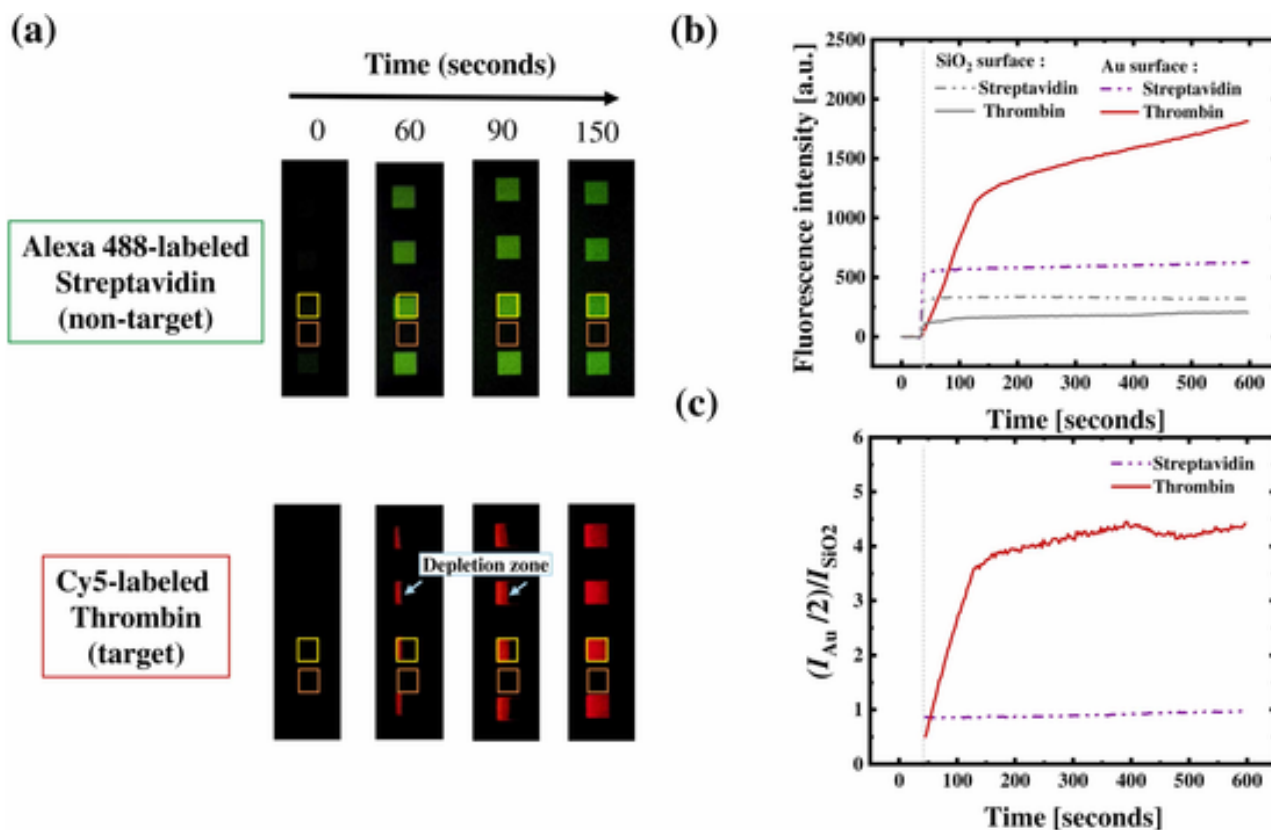 (a)
Time (seconds)
0 60 90 150
Alexa 488-labeled
Streptavidin
(non-target)
Cy5-labeled
Thrombin
(target)
Depletion zone
(b)
Fluorescence intensity [a.u.]
2500
2000
1500
1000
500
0
SiO₂ surface : Au surface :
Streptavidin Streptavidin
Thrombin Thrombin
0 100 200 300 400 500 600
Time [seconds]
(c)
(I_Au /2)/I_SiO2
6
5
4
3
2
1
0
Streptavidin
Thrombin
0 100 200 300 400 500 600
Time [seconds]